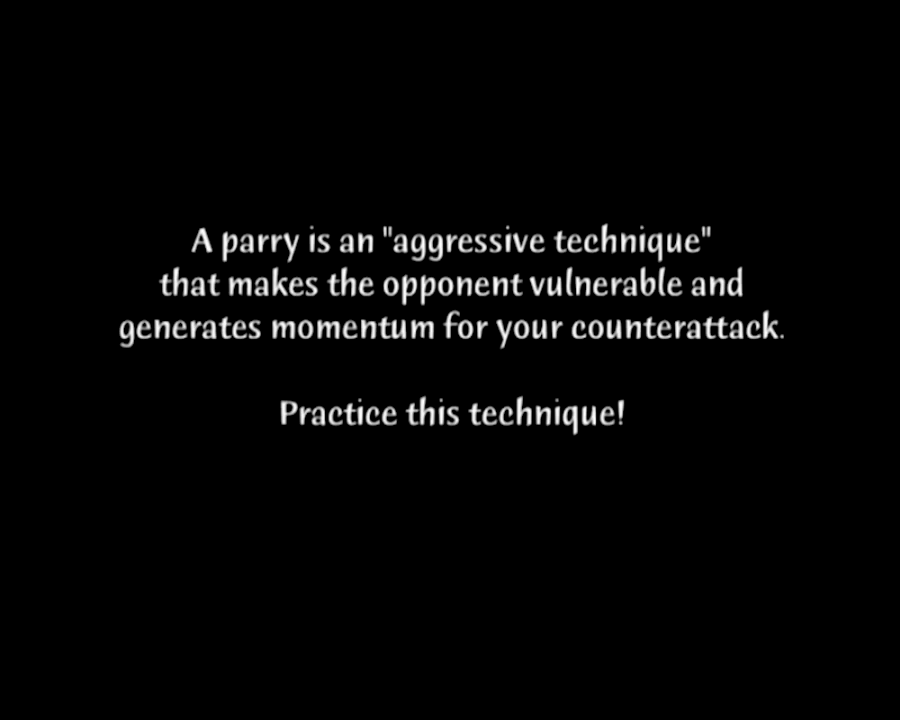 A parry is an "aggressive technique"
that makes the opponent vulnerable and
generates momentum for your counterattack.
Practice this technique!